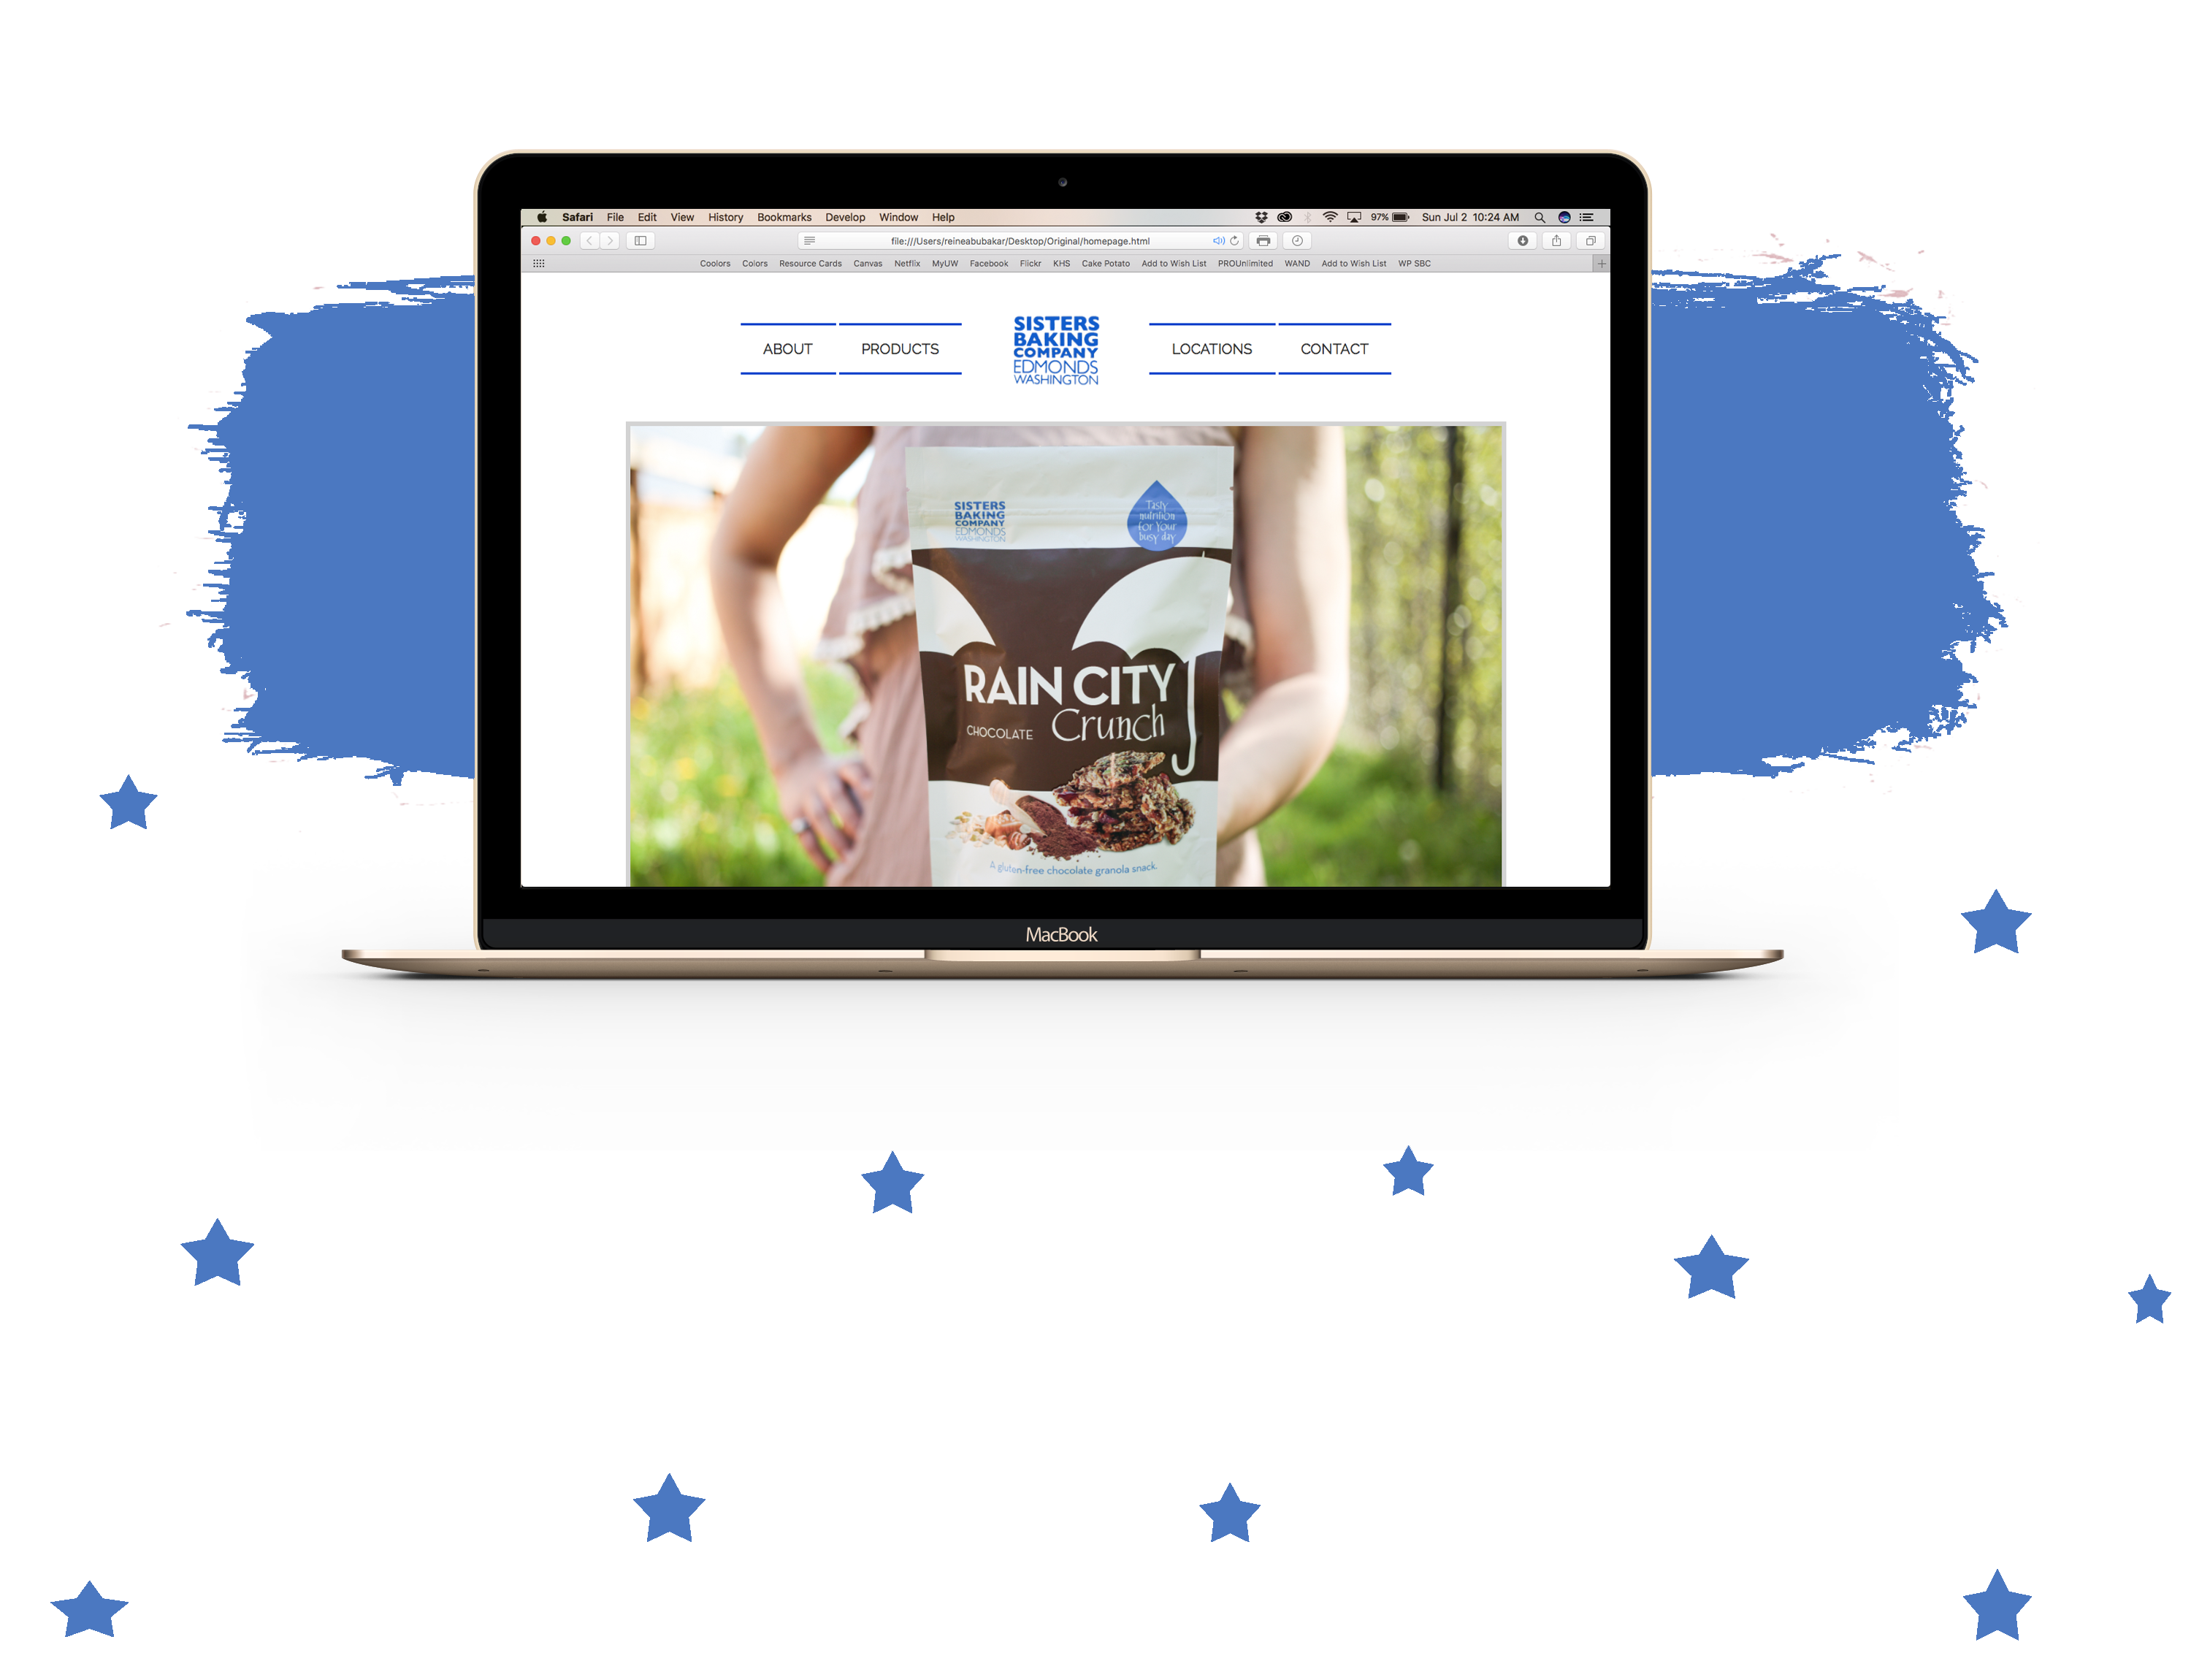 Safari File Edit View History Bookmarks Develop Window Help 97% Sun Jul 2 10:24 AM
file:///Users/reineabubakar/Desktop/Original/homepage.html
Coolors Colors Resource Cards Canvas Netflix MyUW Facebook Flickr KHS Cake Potato Add to Wish List PROUnlimited WAND Add to Wish List WP SBC
ABOUT PRODUCTS
SISTERS
BAKING
COMPANY
EDMONDS
WASHINGTON
LOCATIONS CONTACT
SISTERS
BAKING
COMPANY
EDMONDS
WASHINGTON
Tasty
nutrition
for Your
busy day
RAIN CITY
CHOCOLATE Crunch
A gluten-free chocolate granola snack.
MacBook